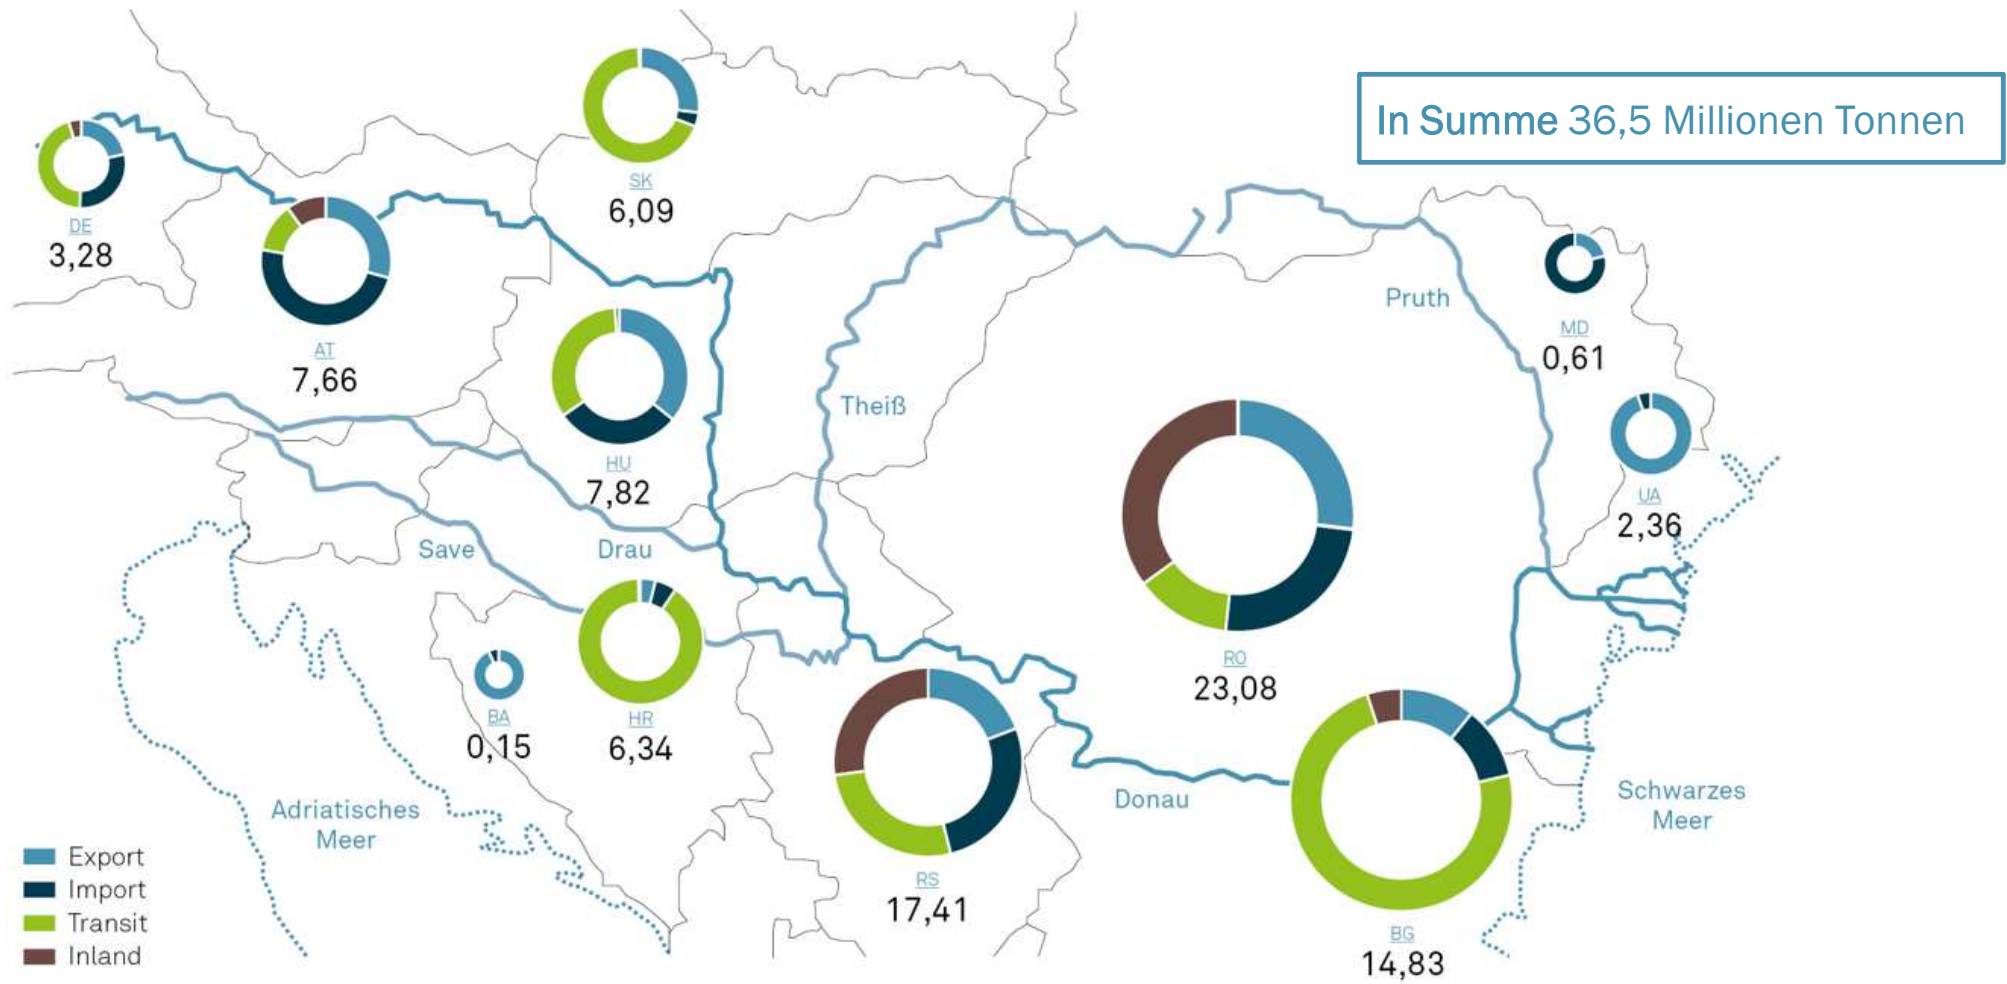 In Summe 36,5 Millionen Tonnen
SK
6,09
DE
3,28
AT
7,66
HU
7,82
Theiß
Pruth
MD
0,61
UA
2,36
Save
Drau
BA
0,15
HR
6,34
RO
23,08
RS
17,41
Donau
BG
14,83
Adriatisches
Meer
Schwarzes
Meer
Export
Import
Transit
Inland